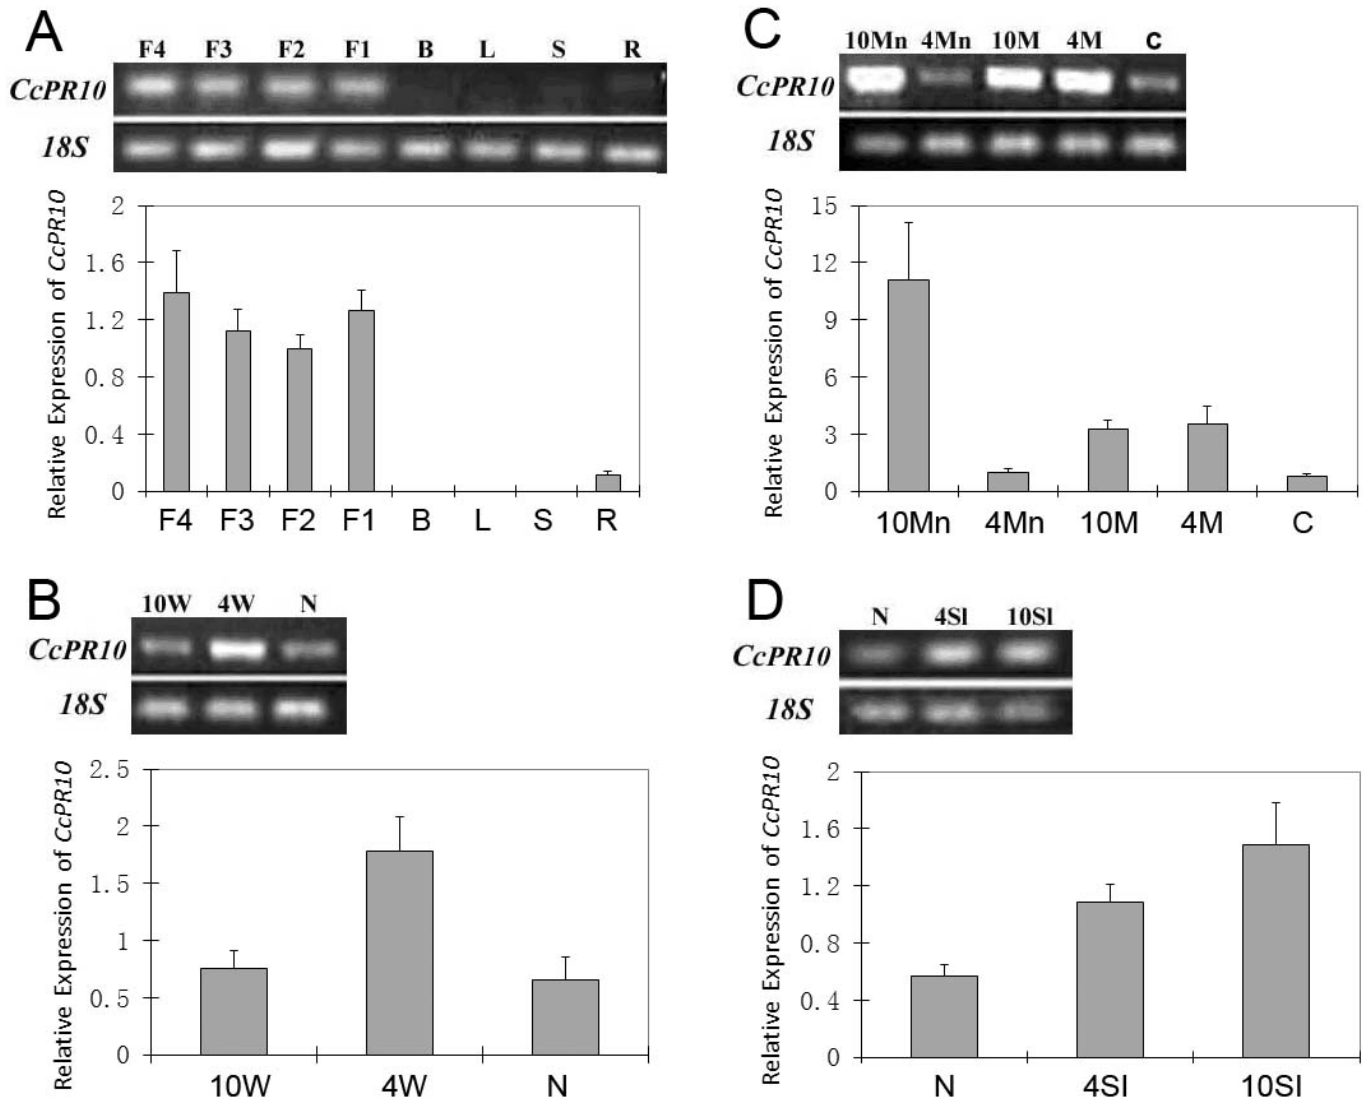 A
F4 F3 F2 F1 B L S R
CcPR10
18S
Relative Expression of CcPR10
2
1.6
1.2
0.8
0.4
0
F4 F3 F2 F1 B L S R
B
10W 4W N
CcPR10
18S
Relative Expression of CcPR10
2.5
2
1.5
1
0.5
0
10W 4W N
C
10Mn 4Mn 10M 4M C
CcPR10
18S
Relative Expression of CcPR10
15
12
9
6
3
0
10Mn 4Mn 10M 4M C
D
N 4Sl 10Sl
CcPR10
18S
Relative Expression of CcPR10
2
1.6
1.2
0.8
0.4
0
N 4Sl 10Sl